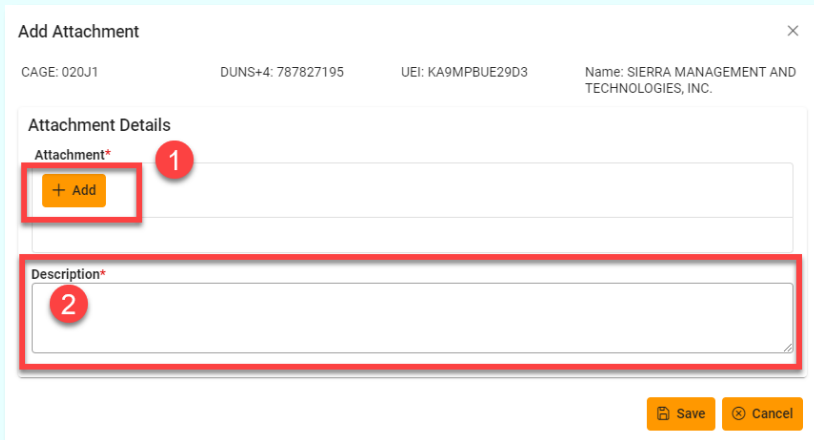 Add Attachment
CAGE: 020J1 DUNS+4: 787827195 UEI: KA9MPBUE29D3 Name: SIERRA MANAGEMENT AND
TECHNOLOGIES, INC.
Attachment Details
Attachment*
1
+ Add
Description*
2
Save Cancel